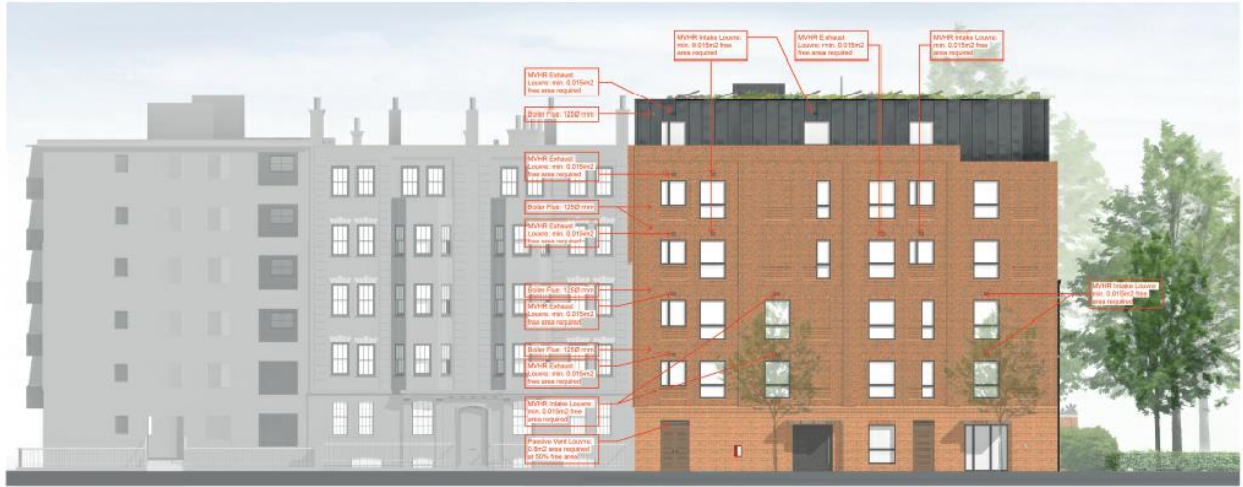 MVHR Intake Louvre:
min. 0.015m2 free
area required
MVHR Exhaust
Louvre: min. 0.015m2
free area required
MVHR Intake Louvre:
min. 0.015m2 free
area required
MVHR Exhaust
Louvre: min. 0.015m2
free area required
Boiler Flue: 125Ø mm
MVHR Exhaust
Louvre: min. 0.015m2
free area required
Boiler Flue: 125Ø mm
MVHR Exhaust
Louvre: min. 0.015m2
free area required
Boiler Flue: 125Ø mm
MVHR Exhaust
Louvre: min. 0.015m2
free area required
MVHR Intake Louvre:
min. 0.015m2 free
area required
Boiler Flue: 125Ø mm
MVHR Exhaust
Louvre: min. 0.015m2
free area required
MVHR Intake Louvre:
min. 0.015m2 free
area required
Passive Vent Louvre:
0.6m2 area required
at 50% free area